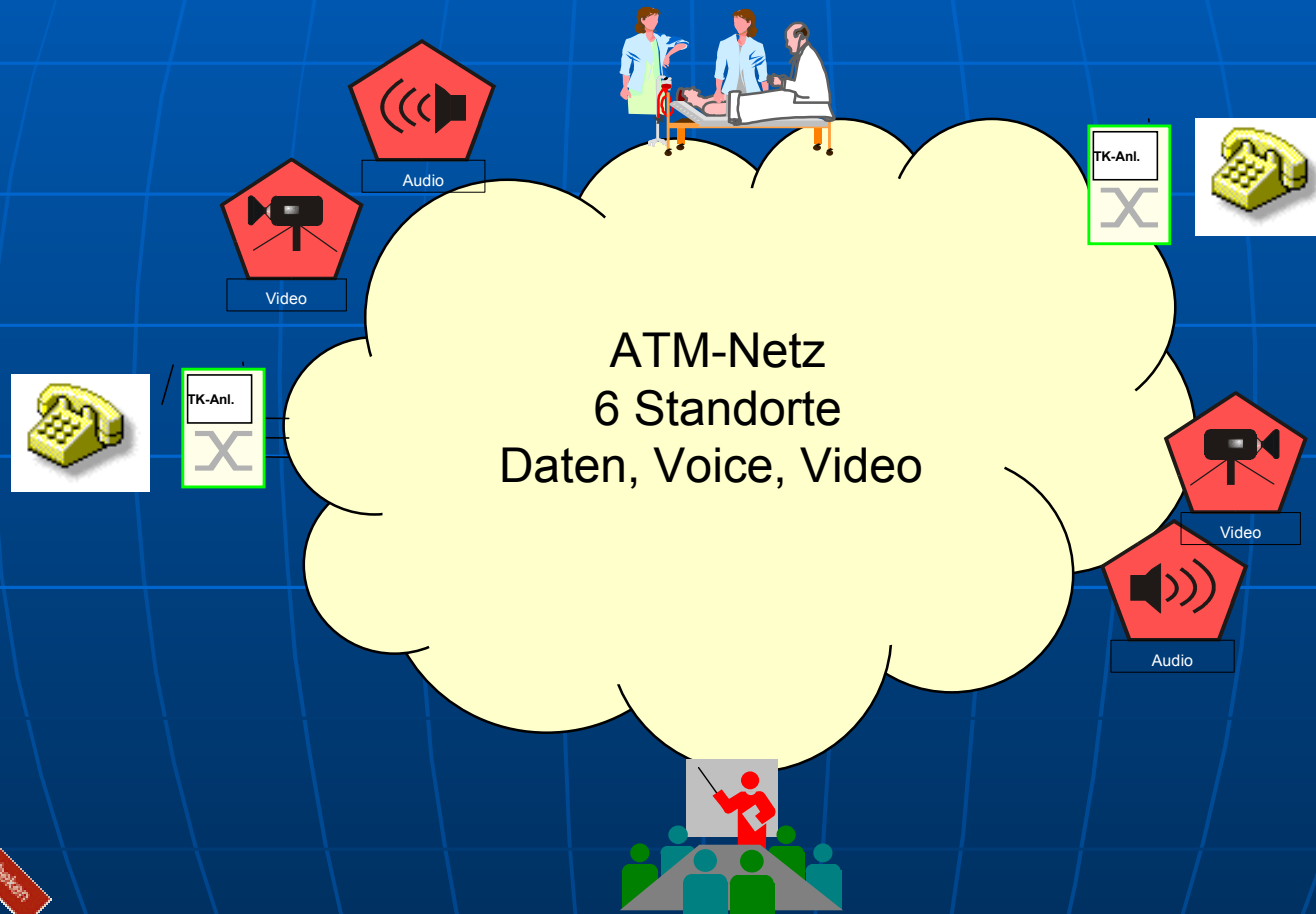 Audio
TK-Anl.
Video
TK-Anl.
ATM-Netz
6 Standorte
Daten, Voice, Video
Video
Audio